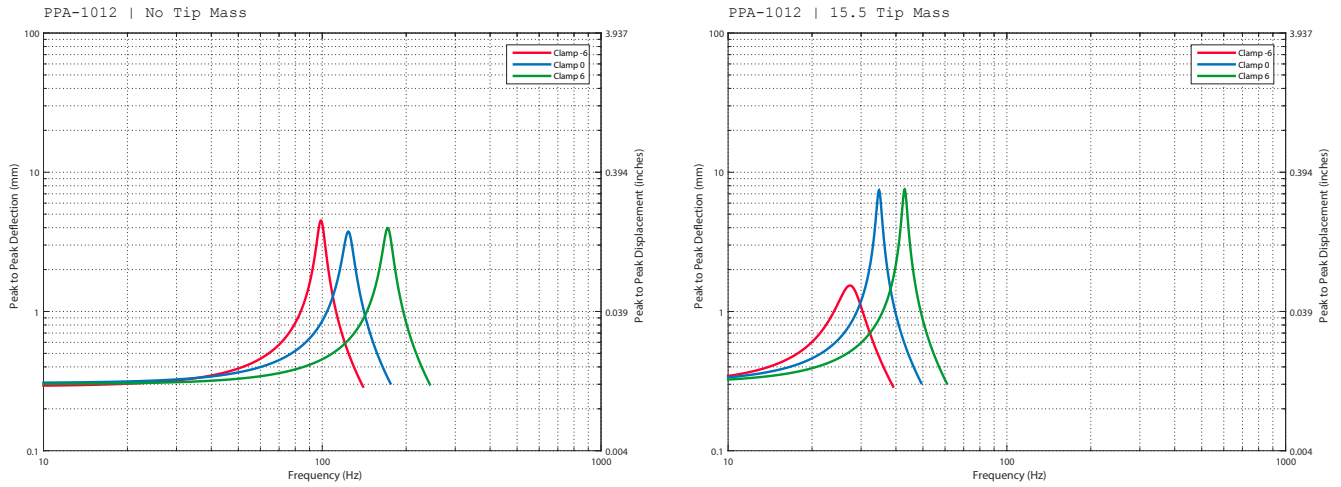 PPA-1012 | No Tip Mass
100
10
1
0.1
Peak to Peak Deflection (mm)
3.937
0.394
0.039
0.004
Peak to Peak Displacement (inches)
Clamp -6
Clamp 0
Clamp 6
10
100
1000
Frequency (Hz)
PPA-1012 | 15.5 Tip Mass
100
10
1
0.1
Peak to Peak Deflection (mm)
3.937
0.394
0.039
0.004
Peak to Peak Displacement (inches)
Clamp -6
Clamp 0
Clamp 6
10
100
1000
Frequency (Hz)